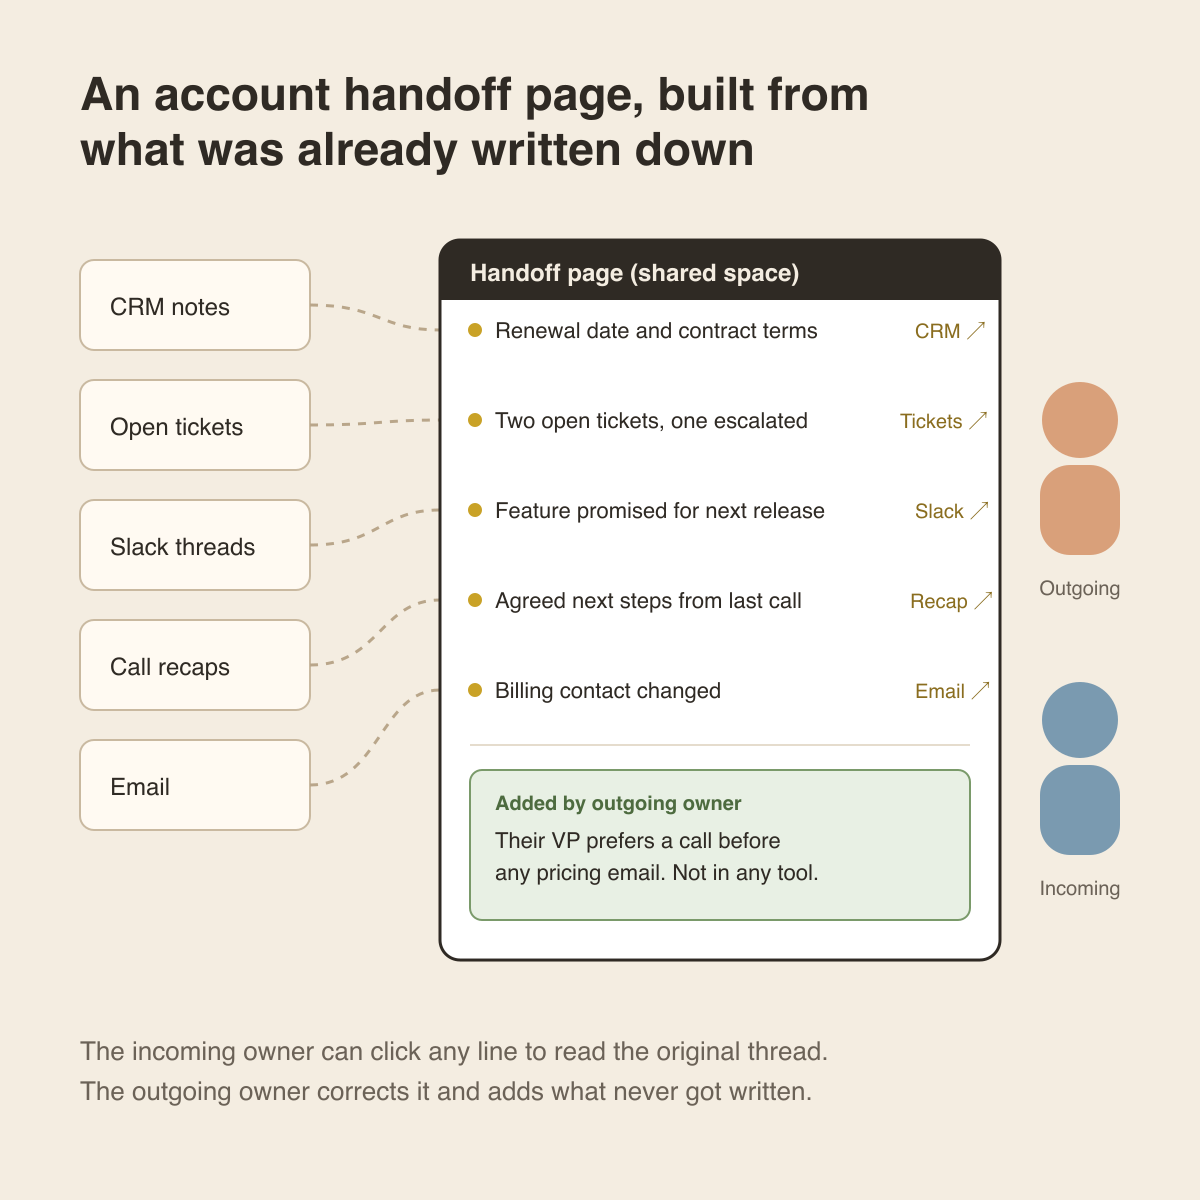 An account handoff page, built from
what was already written down
CRM notes
Open tickets
Slack threads
Call recaps
Email
Handoff page (shared space)
Renewal date and contract terms CRM ↗
Two open tickets, one escalated Tickets ↗
Feature promised for next release Slack ↗
Agreed next steps from last call Recap ↗
Billing contact changed Email ↗
Added by outgoing owner
Their VP prefers a call before
any pricing email. Not in any tool.
Outgoing
Incoming
The incoming owner can click any line to read the original thread.
The outgoing owner corrects it and adds what never got written.